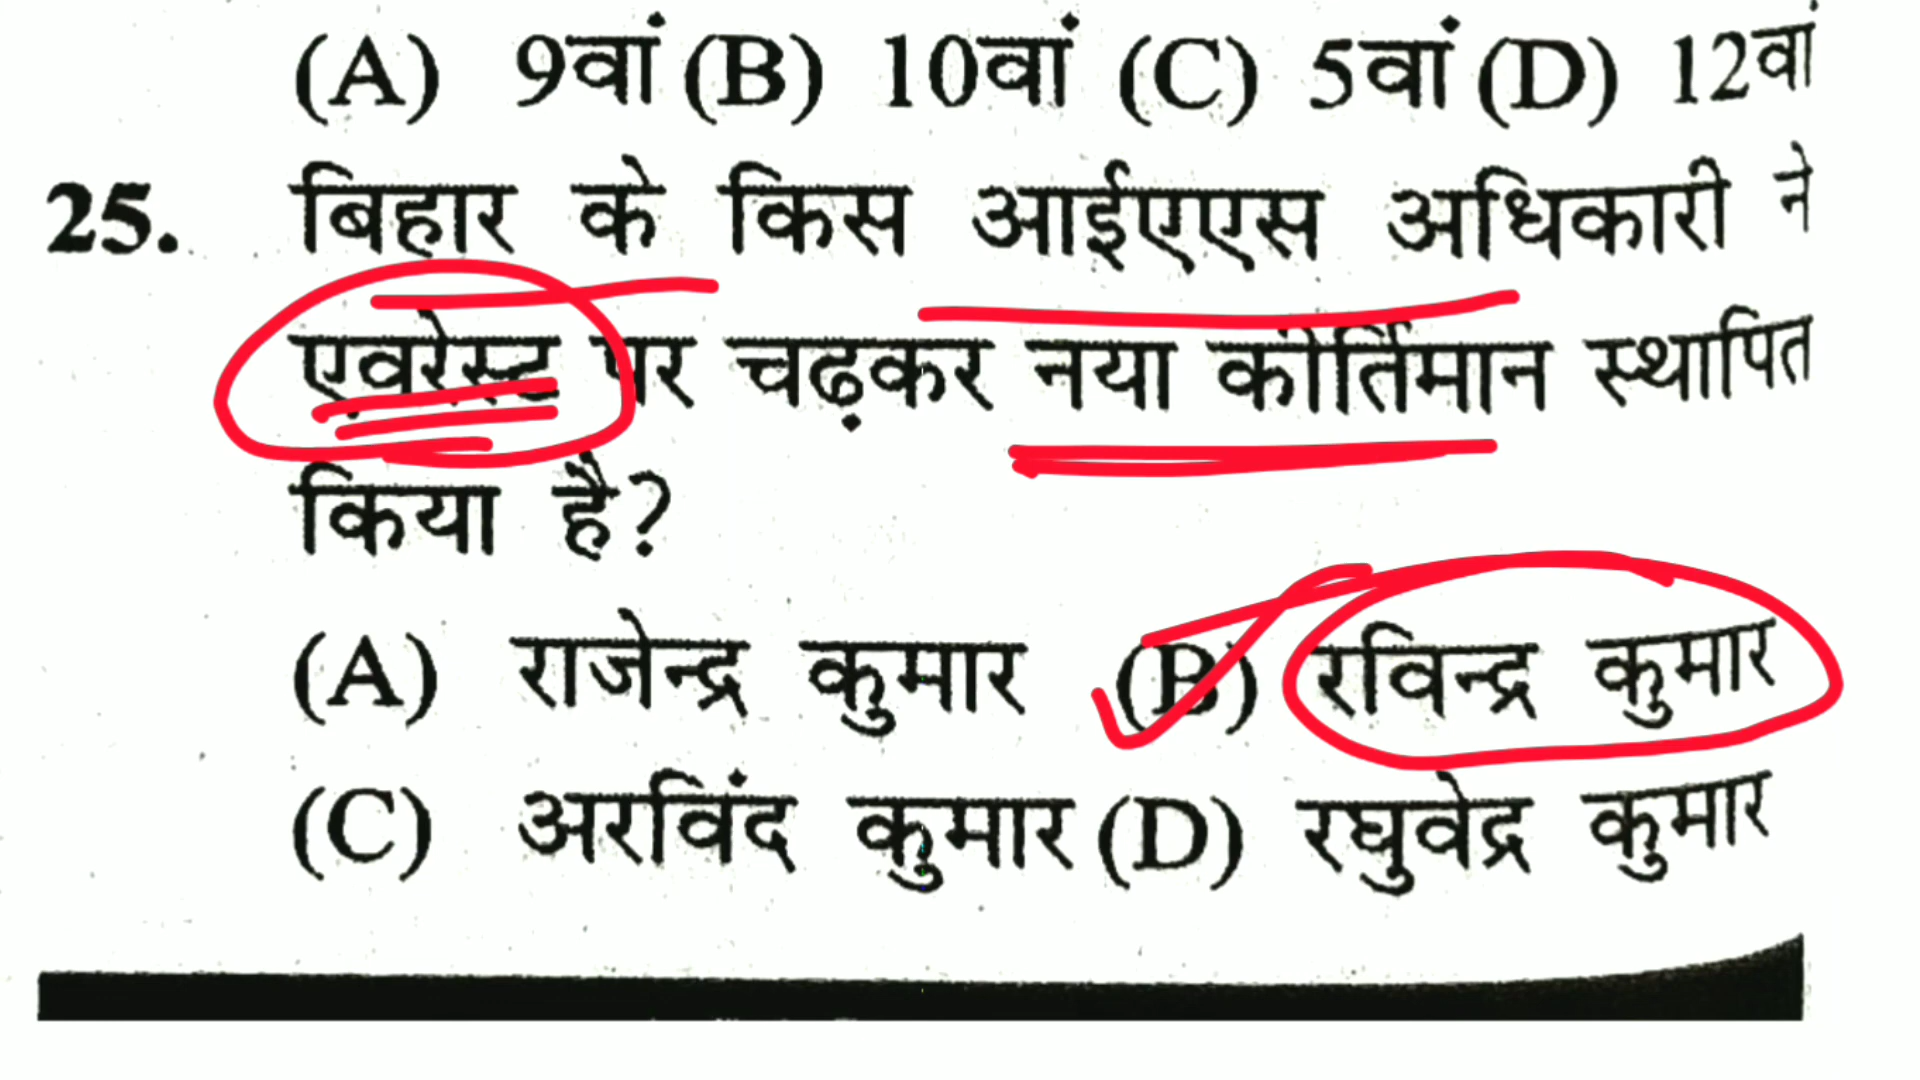 (A) 9वां (B) 10वां (C) 5वां (D) 12वां
25. बिहार के किस आईएएस अधिकारी ने
एवरेस्ट पर चढ़कर नया कीर्तिमान स्थापित
किया है?
(A) राजेन्द्र कुमार (B) रविन्द्र कुमार
(C) अरविंद कुमार (D) रघुवेद्र कुमार